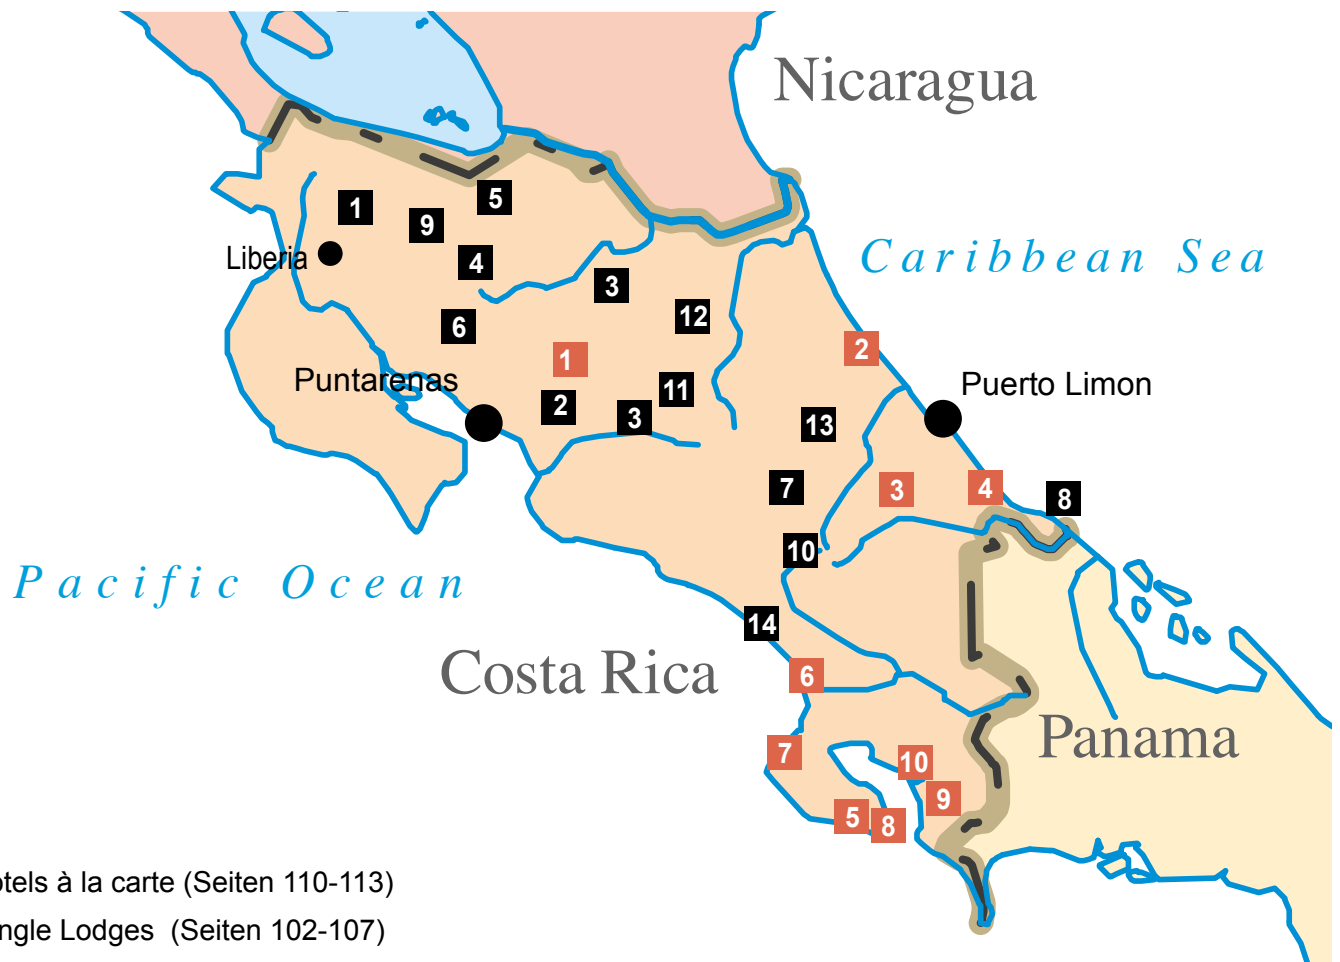 Nicaragua
5
1
9
Caribbean Sea
Liberia
4
3
12
6
2
1
Puntarenas
Puerto Limon
11
2
3
13
7
3
4
8
10
Pacific Ocean
14
Costa Rica
6
Panama
7
10
9
5
8
(Seiten 110-113)
à la carte
Lodges (Seiten 102-107)